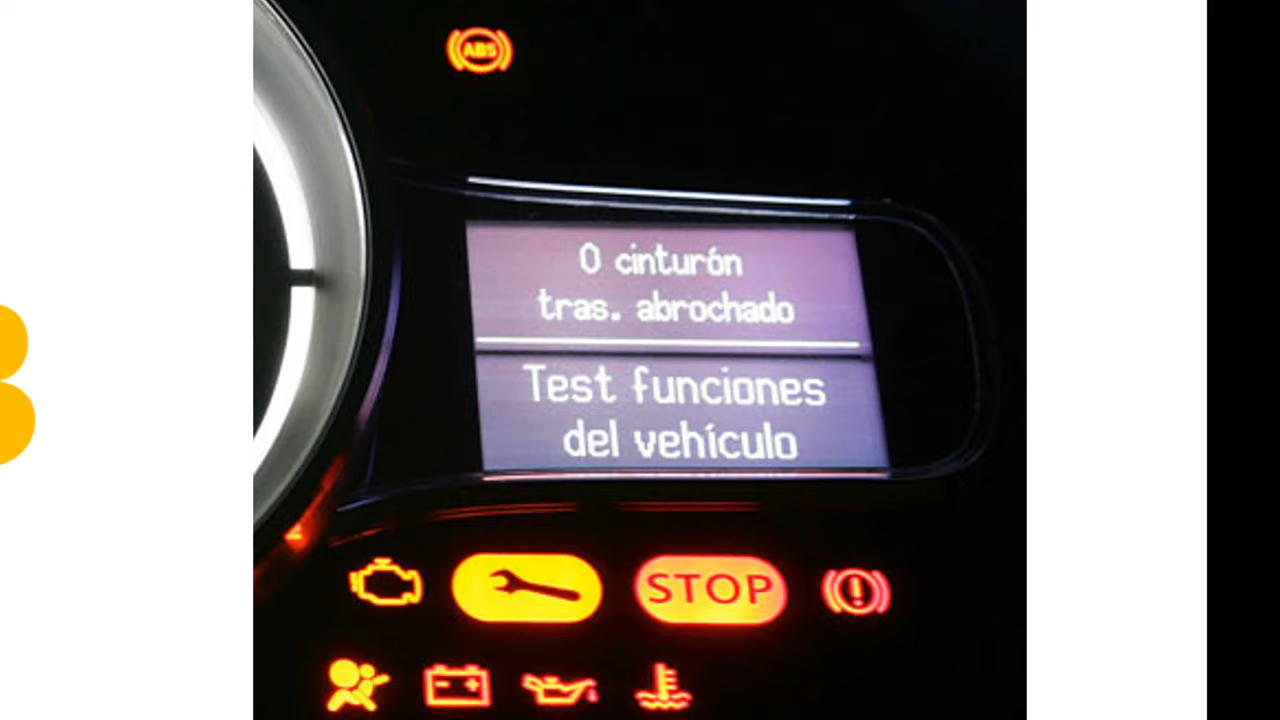 ABS
0 cinturón
tras. abrochado
Test funciones
del vehículo
STOP